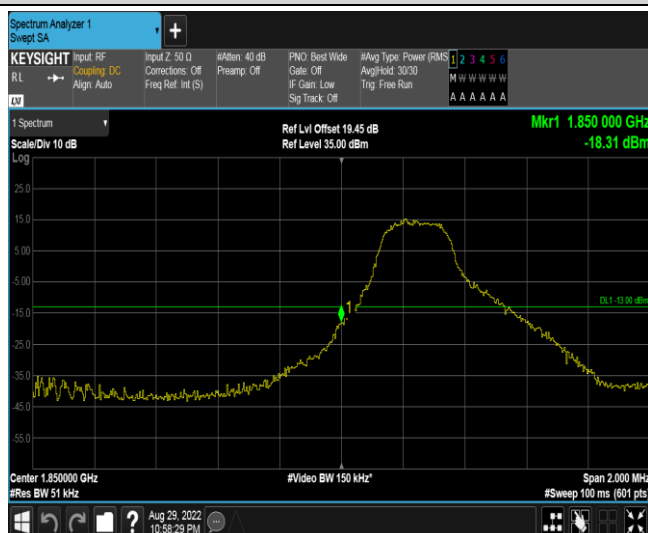 Spectrum Analyzer 1
Swept SA
+
KEYSIGHT
RL
Input: RF
Coupling: DC
Align: Auto
Input Z: 50 Ω
Corrections: Off
Freq Ref: Int (S)
#Atten: 40 dB
Preamp: Off
PNO: Best Wide
Gate: Off
IF Gain: Low
Sig Track: Off
#Avg Type: Power (RMS
Avg|Hold: 30/30
Trig: Free Run
1 2 3 4 5 6
M W W W W W
A A A A A A
1 Spectrum
Scale/Div 10 dB
Log
Ref Lvl Offset 19.45 dB
Ref Level 35.00 dBm
Mkr1 1.850 000 GHz
-18.31 dBm
25.0
15.0
5.00
-5.00
-15.0
-25.0
-35.0
-45.0
-55.0
1
DL1 -13.00 dBm
Center 1.850000 GHz
#Res BW 51 kHz
#Video BW 150 kHz*
Span 2.000 MHz
#Sweep 100 ms (601 pts)
?
Aug 29, 2022
10:58:29 PM